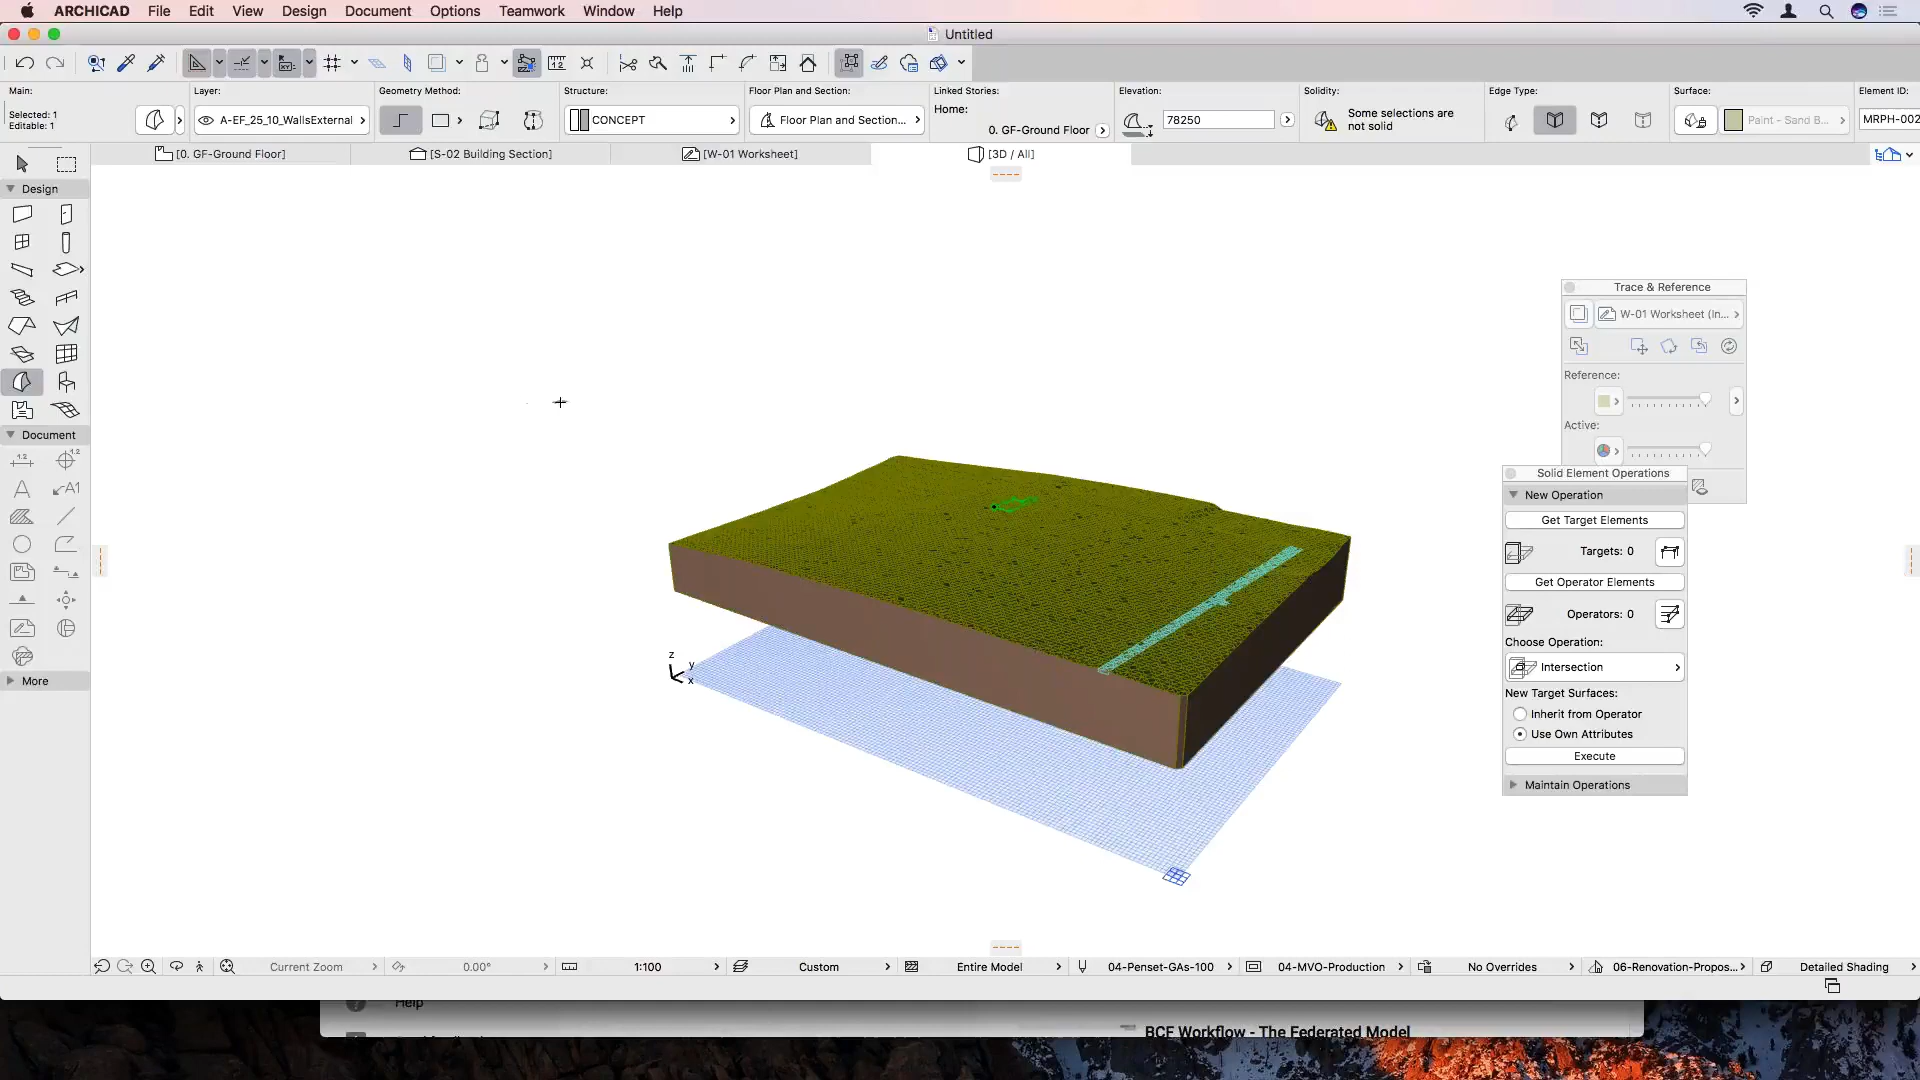 ARCHICAD File Edit View Design Document Options Teamwork Window Help
Untitled
Main:
Selected: 1
Editable: 1
Layer:
A-EF_25_10_WallsExternal
Geometry Method:
Structure:
CONCEPT
Floor Plan and Section:
Floor Plan and Section...
Linked Stories:
Home:
0. GF-Ground Floor
Elevation:
78250
Solidity:
Some selections are
not solid
Edge Type:
Surface:
Paint - Sand B...
Element ID:
MRPH-002
[0. GF-Ground Floor]
[S-02 Building Section]
[W-01 Worksheet]
[3D / All]
Design
Document
More
Trace & Reference
W-01 Worksheet (In...
Reference:
Active:
Solid Element Operations
New Operation
Get Target Elements
Targets: 0
Get Operator Elements
Operators: 0
Choose Operation:
Intersection
New Target Surfaces:
Inherit from Operator
Use Own Attributes
Execute
Maintain Operations
z
y
x
Current Zoom
0.00°
1:100
Custom
Entire Model
04-Penset-GAs-100
04-MVO-Production
No Overrides
06-Renovation-Propos...
Detailed Shading
Help
BCF Workflow - The Federated Model